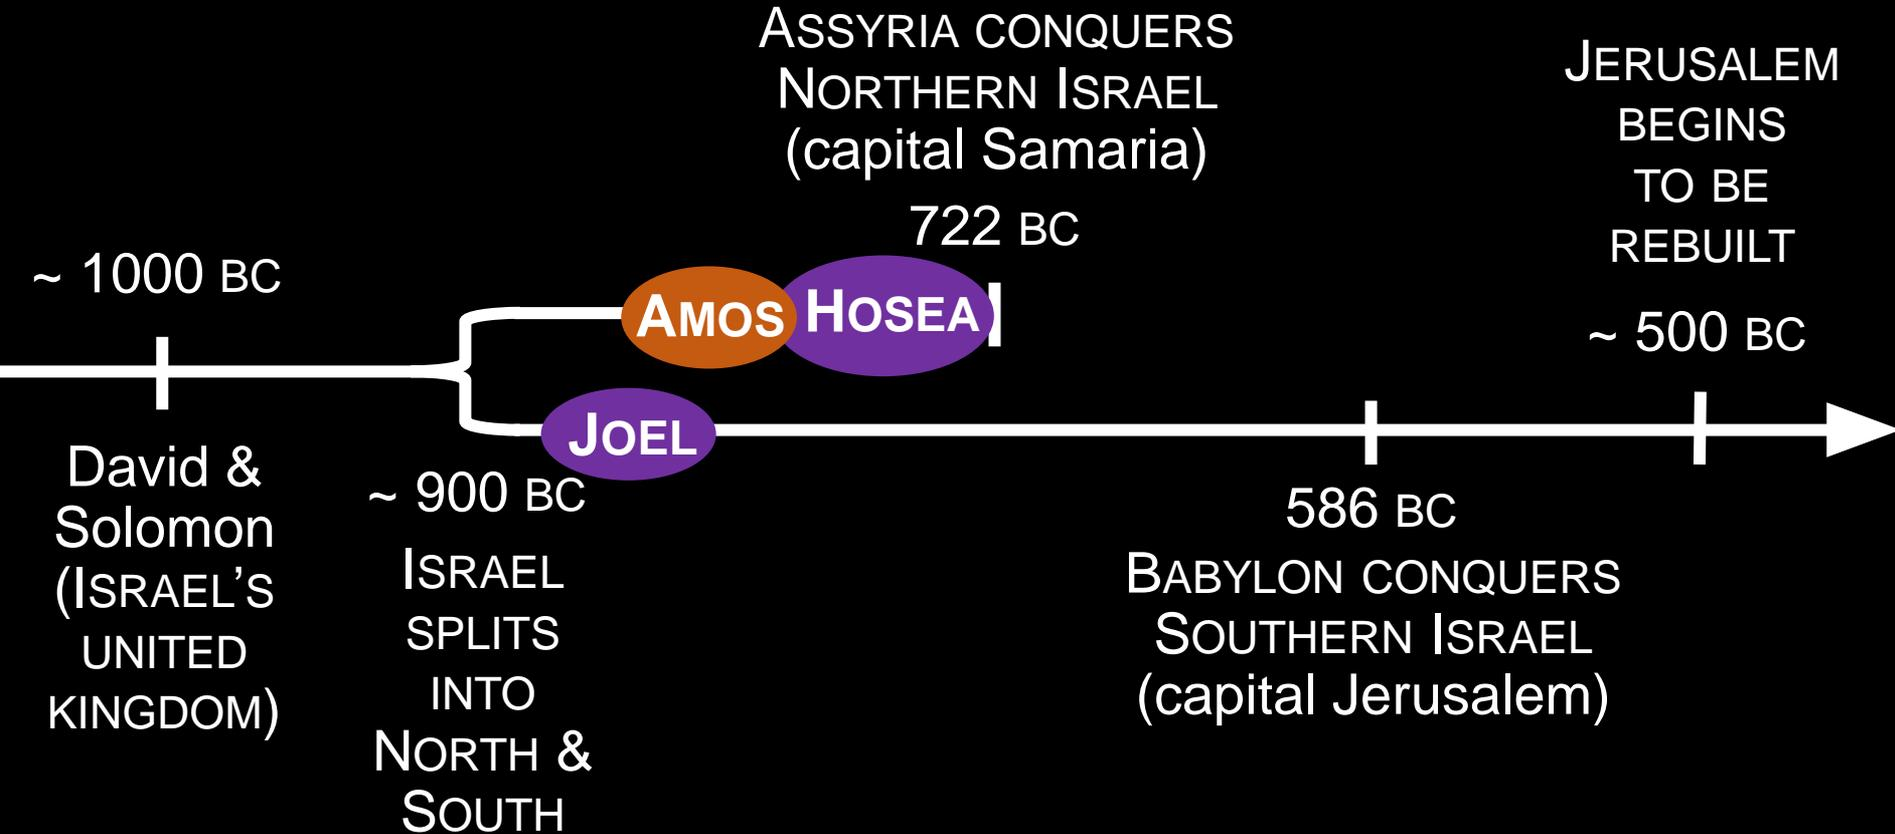 ~ 1000 BC
David &
Solomon
(ISRAEL’S
UNITED
KINGDOM)
~ 900 BC
ISRAEL
SPLITS
INTO
NORTH &
SOUTH
ASSYRIA CONQUERS
NORTHERN ISRAEL
(capital Samaria)
722 BC
AMOS
HOSEA
JOEL
586 BC
BABYLON CONQUERS
SOUTHERN ISRAEL
(capital Jerusalem)
JERUSALEM
BEGINS
TO BE
REBUILT
~ 500 BC